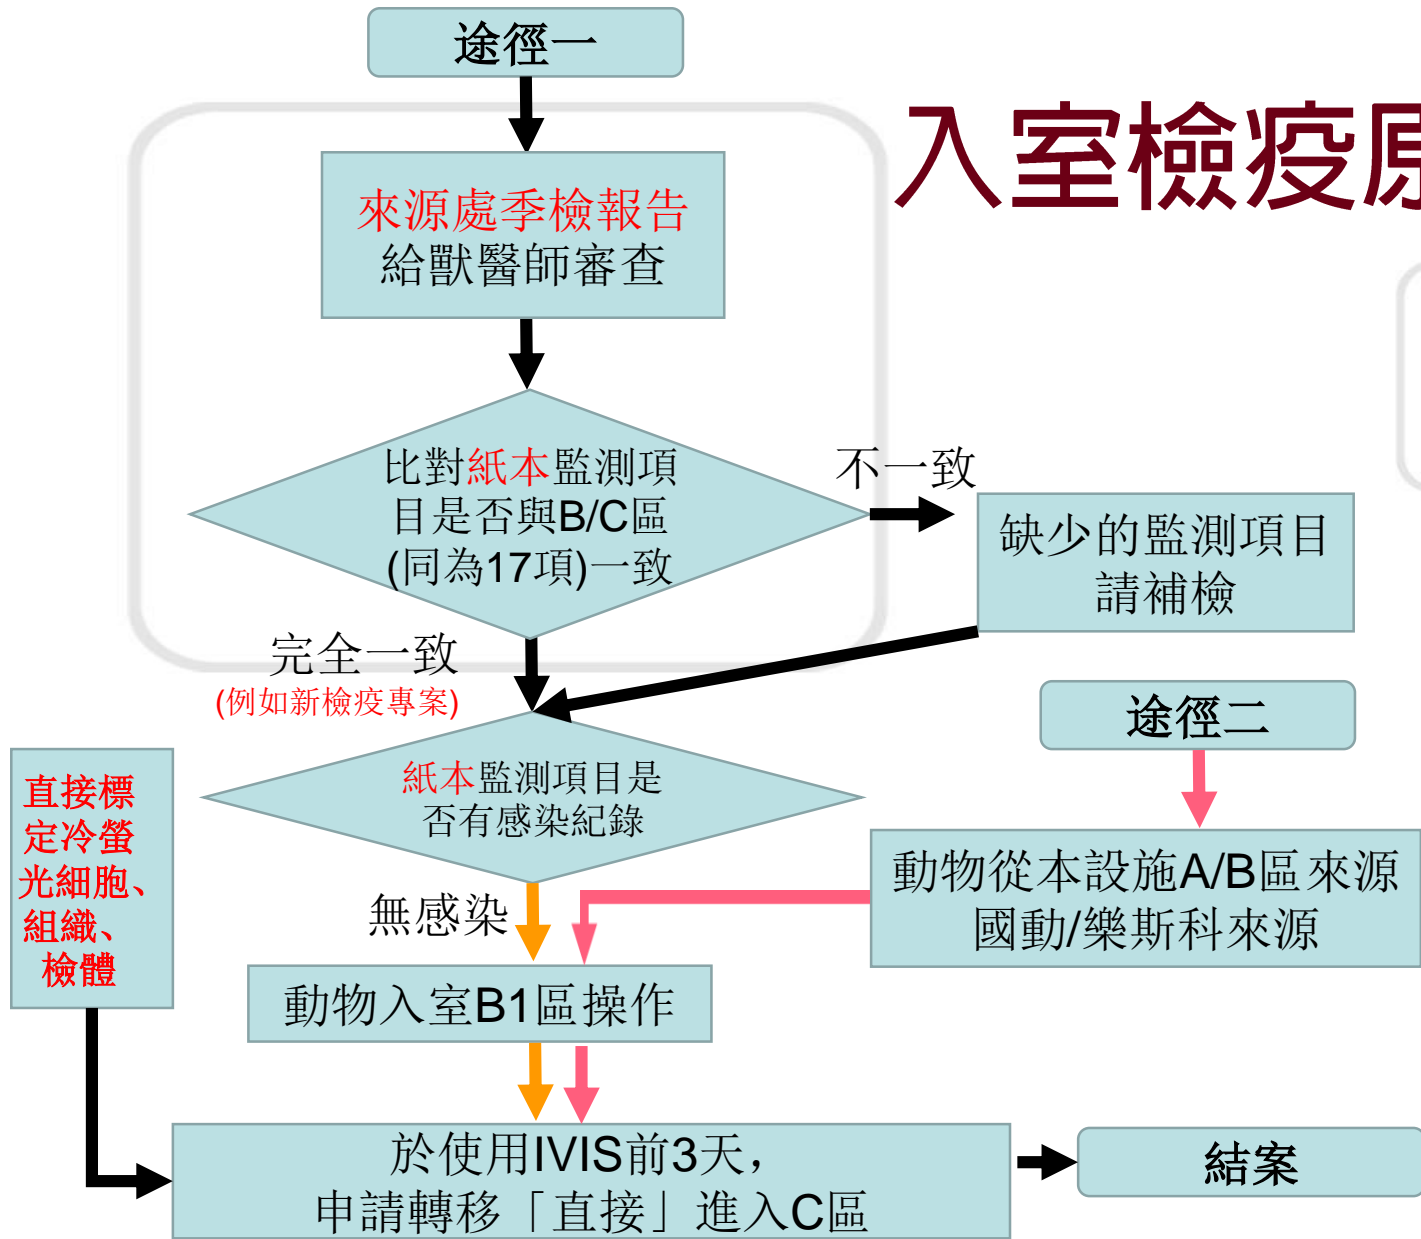 途徑一
入室檢疫原
來源處季檢報告
給獸醫師審查
比對紙本監測項
目是否與B/C區
(同為17項)一致
不一致
缺少的監測項目
請補檢
完全一致
(例如新檢疫專案)
途徑二
紙本監測項目是
否有感染紀錄
直接標
定冷螢
光細胞、
組織、
檢體
動物從本設施A/B區來源
國動/樂斯科來源
無感染
動物入室B1區操作
於使用IVIS前3天，
申請轉移「直接」進入C區
結案